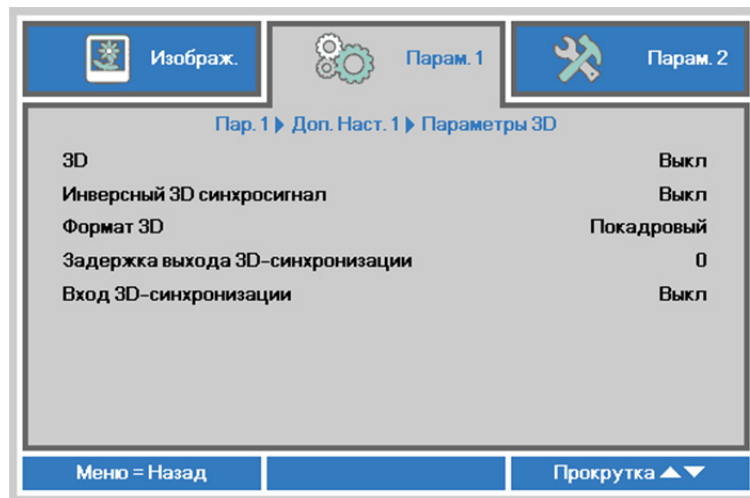 Изображ.
Парам. 1
Парам. 2
Пар. 1 ▶ Доп. Наст. 1 ▶ Параметры 3D
3D Выкл
Инверсный 3D синхросигнал Выкл
Формат 3D Покадровый
Задержка выхода 3D-синхронизации 0
Вход 3D-синхронизации Выкл
Меню = Назад
Прокрутка ▲▼